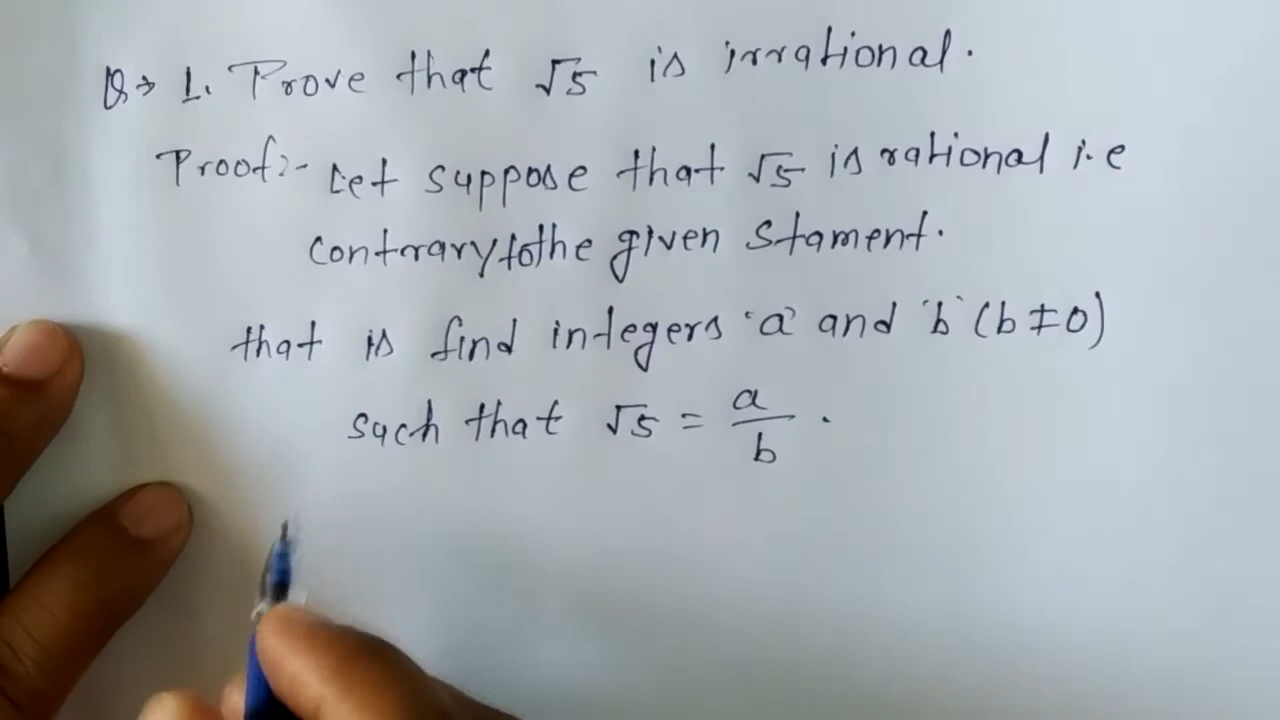 Q→ 1. Prove that √5 is irrational.
Proof:- Let suppose that √5 is rational i.e
contrary to the given Stament.
that is find integers 'a' and 'b' (b≠0)
such that √5 = a/b .